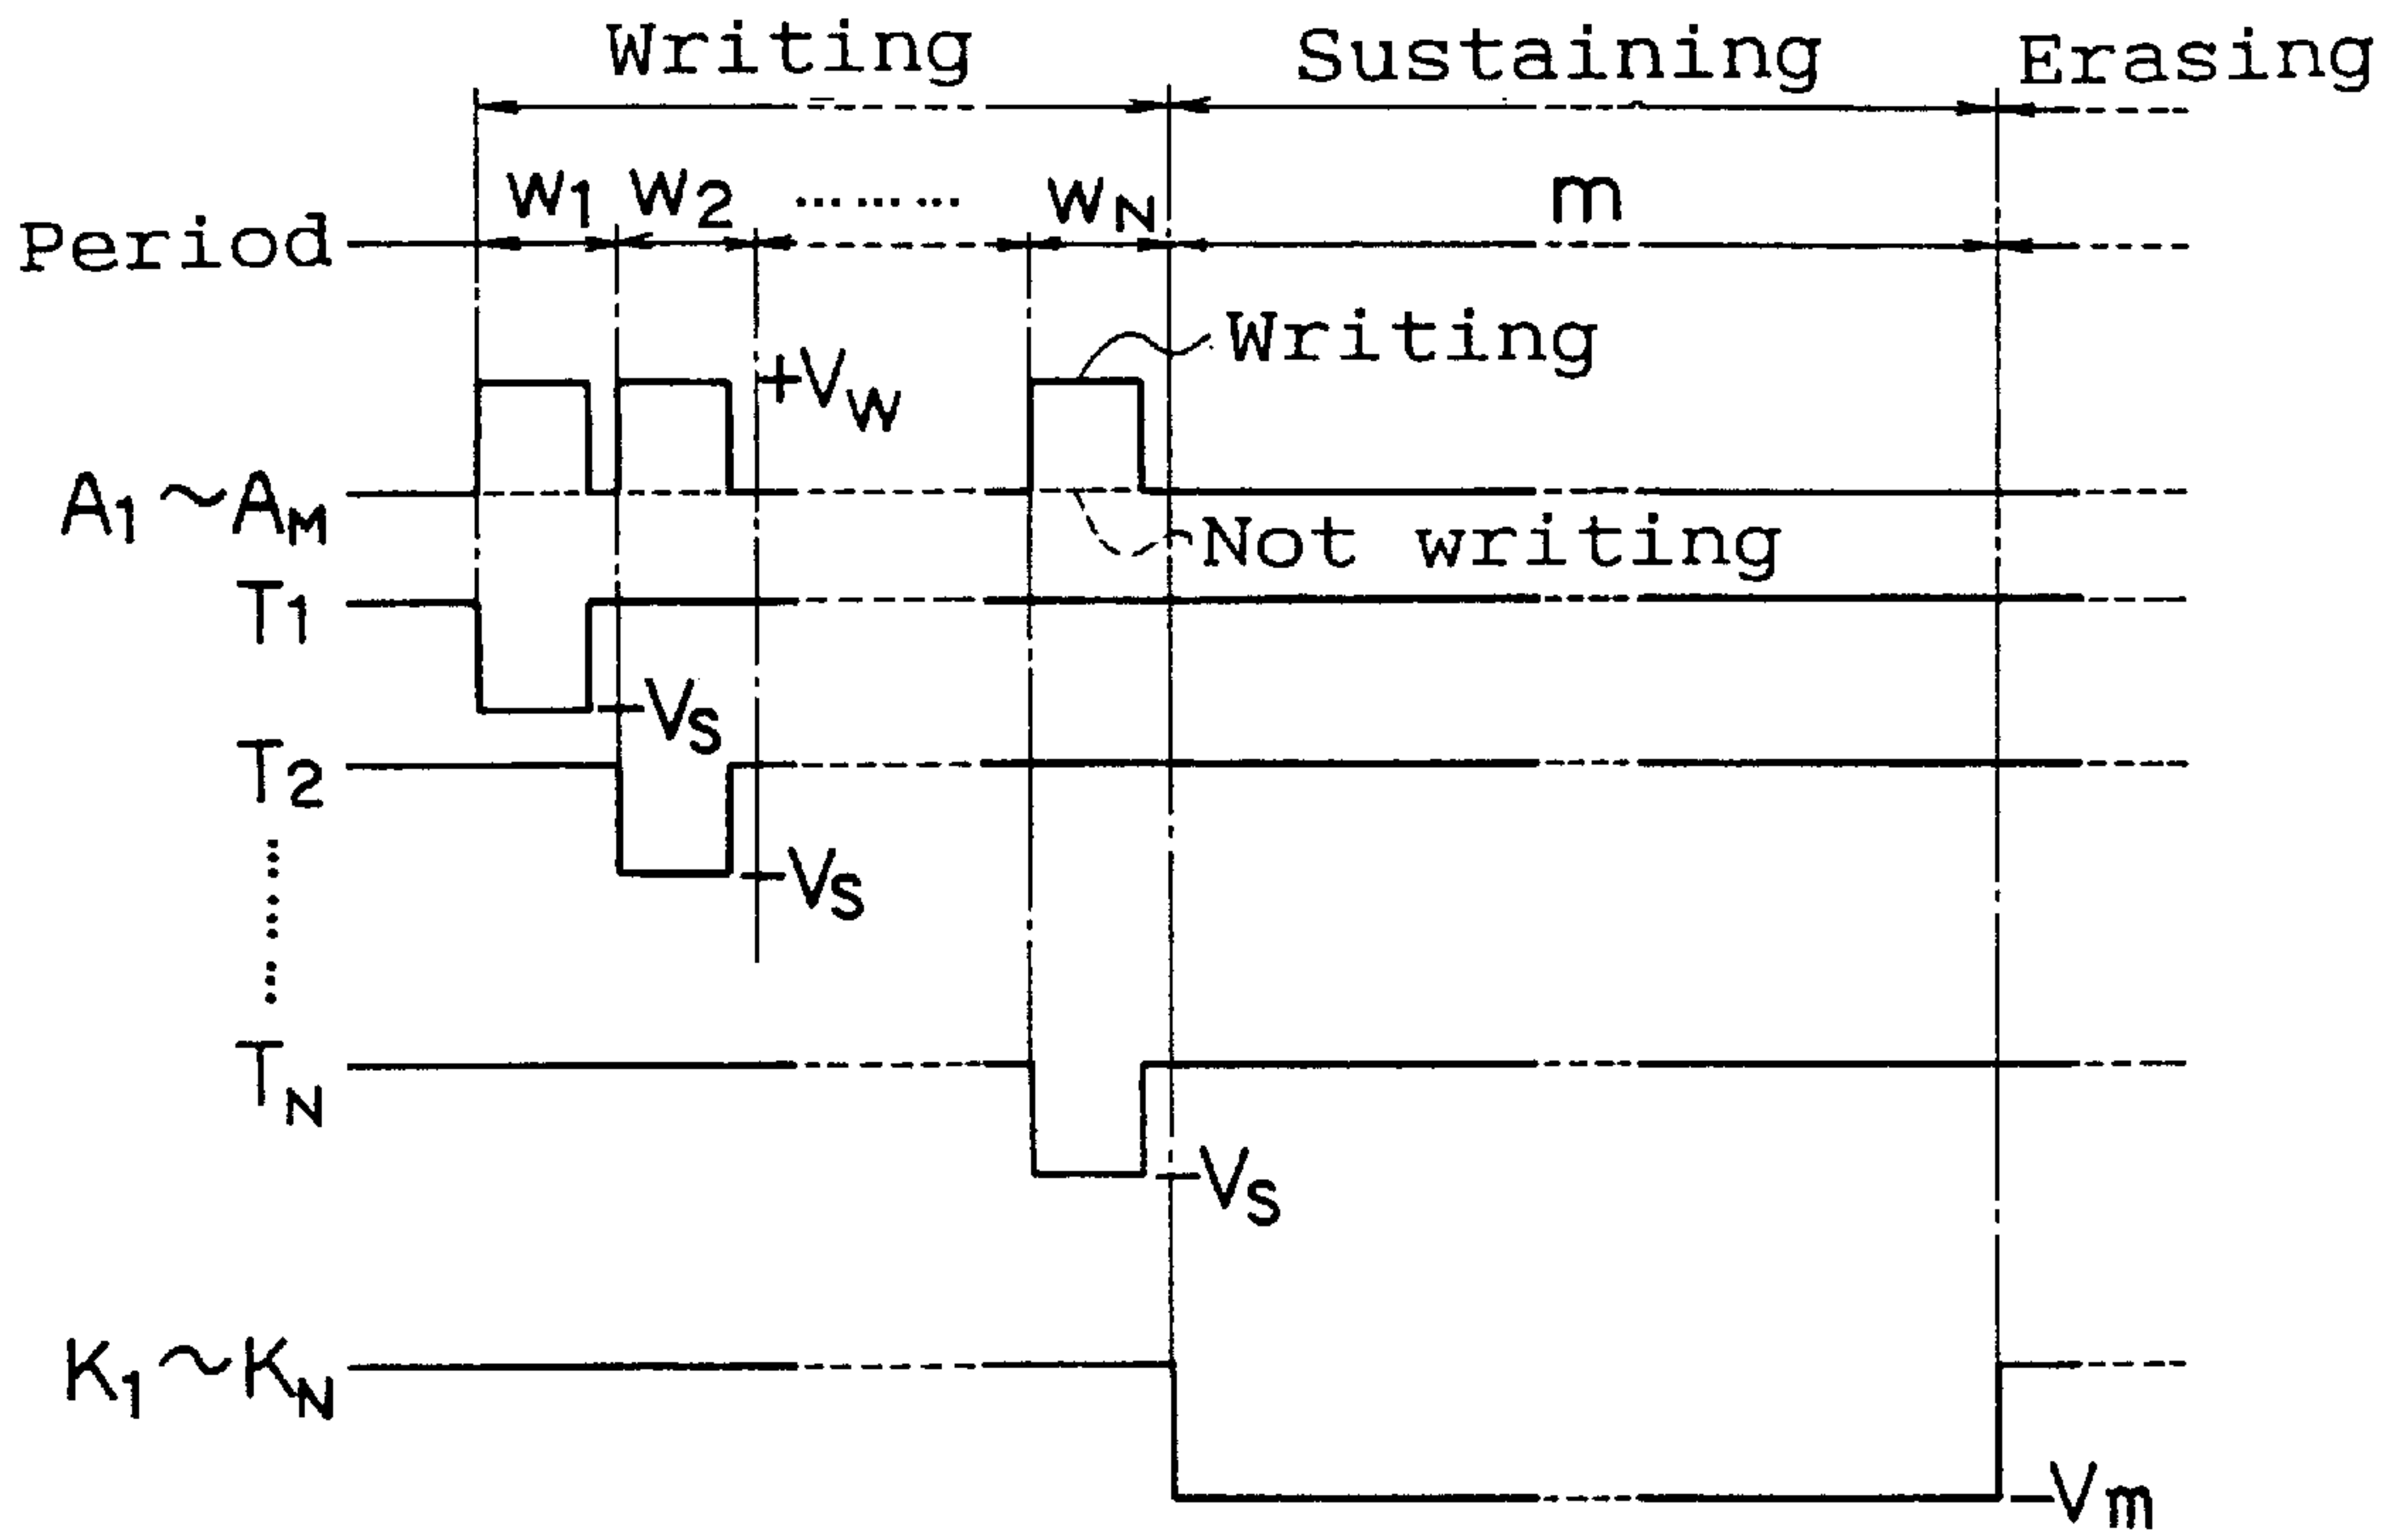 Writing Sustaining Erasing
Period W1 W2 ……… WN m
Writing
+VW
A1~AM
Not writing
T1
-VS
T2
-VS
TN
-VS
K1~KN
-Vm